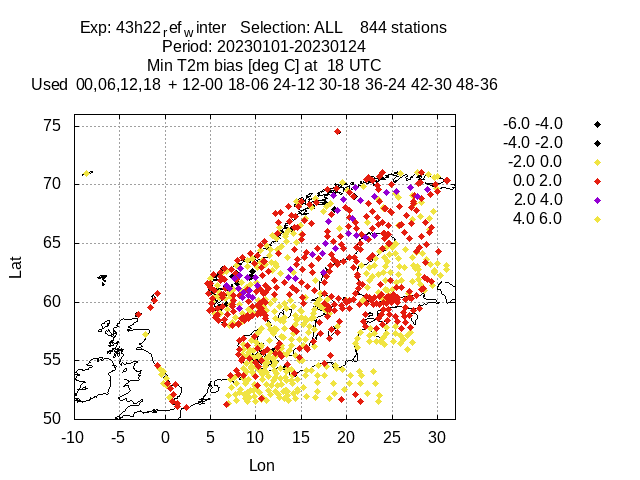 Exp: 43h22ref winter   Selection: ALL    844 stations
Period: 20230101-20230124
Min T2m bias [deg C] at  18 UTC
Used  00,06,12,18  + 12-00 18-06 24-12 30-18 36-24 42-30 48-36
-6.0 -4.0
-4.0 -2.0
-2.0 0.0
0.0 2.0
2.0 4.0
4.0 6.0
75
70
65
60
55
50
Lat
-10 -5 0 5 10 15 20 25 30
Lon